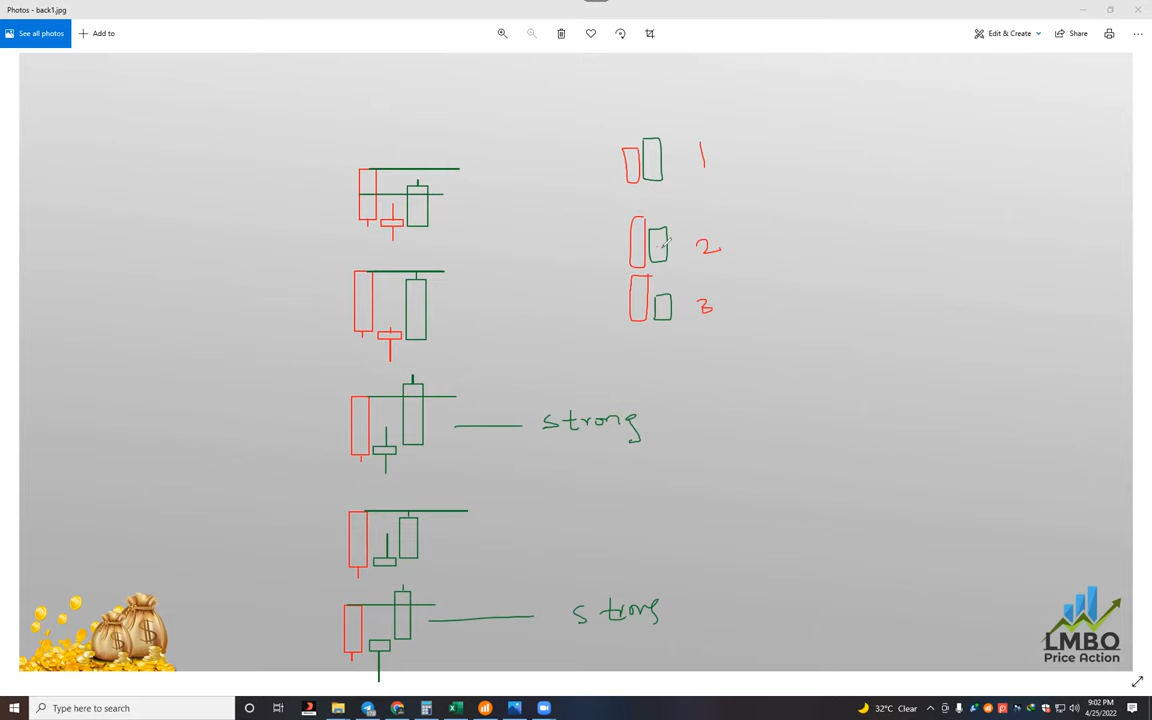 Photos - back1.jpg
See all photos
Add to
Edit & Create
Share
1
2
3
strong
strong
LMBO
Price Action
Type here to search
32°C Clear
9:02 PM
4/25/2022